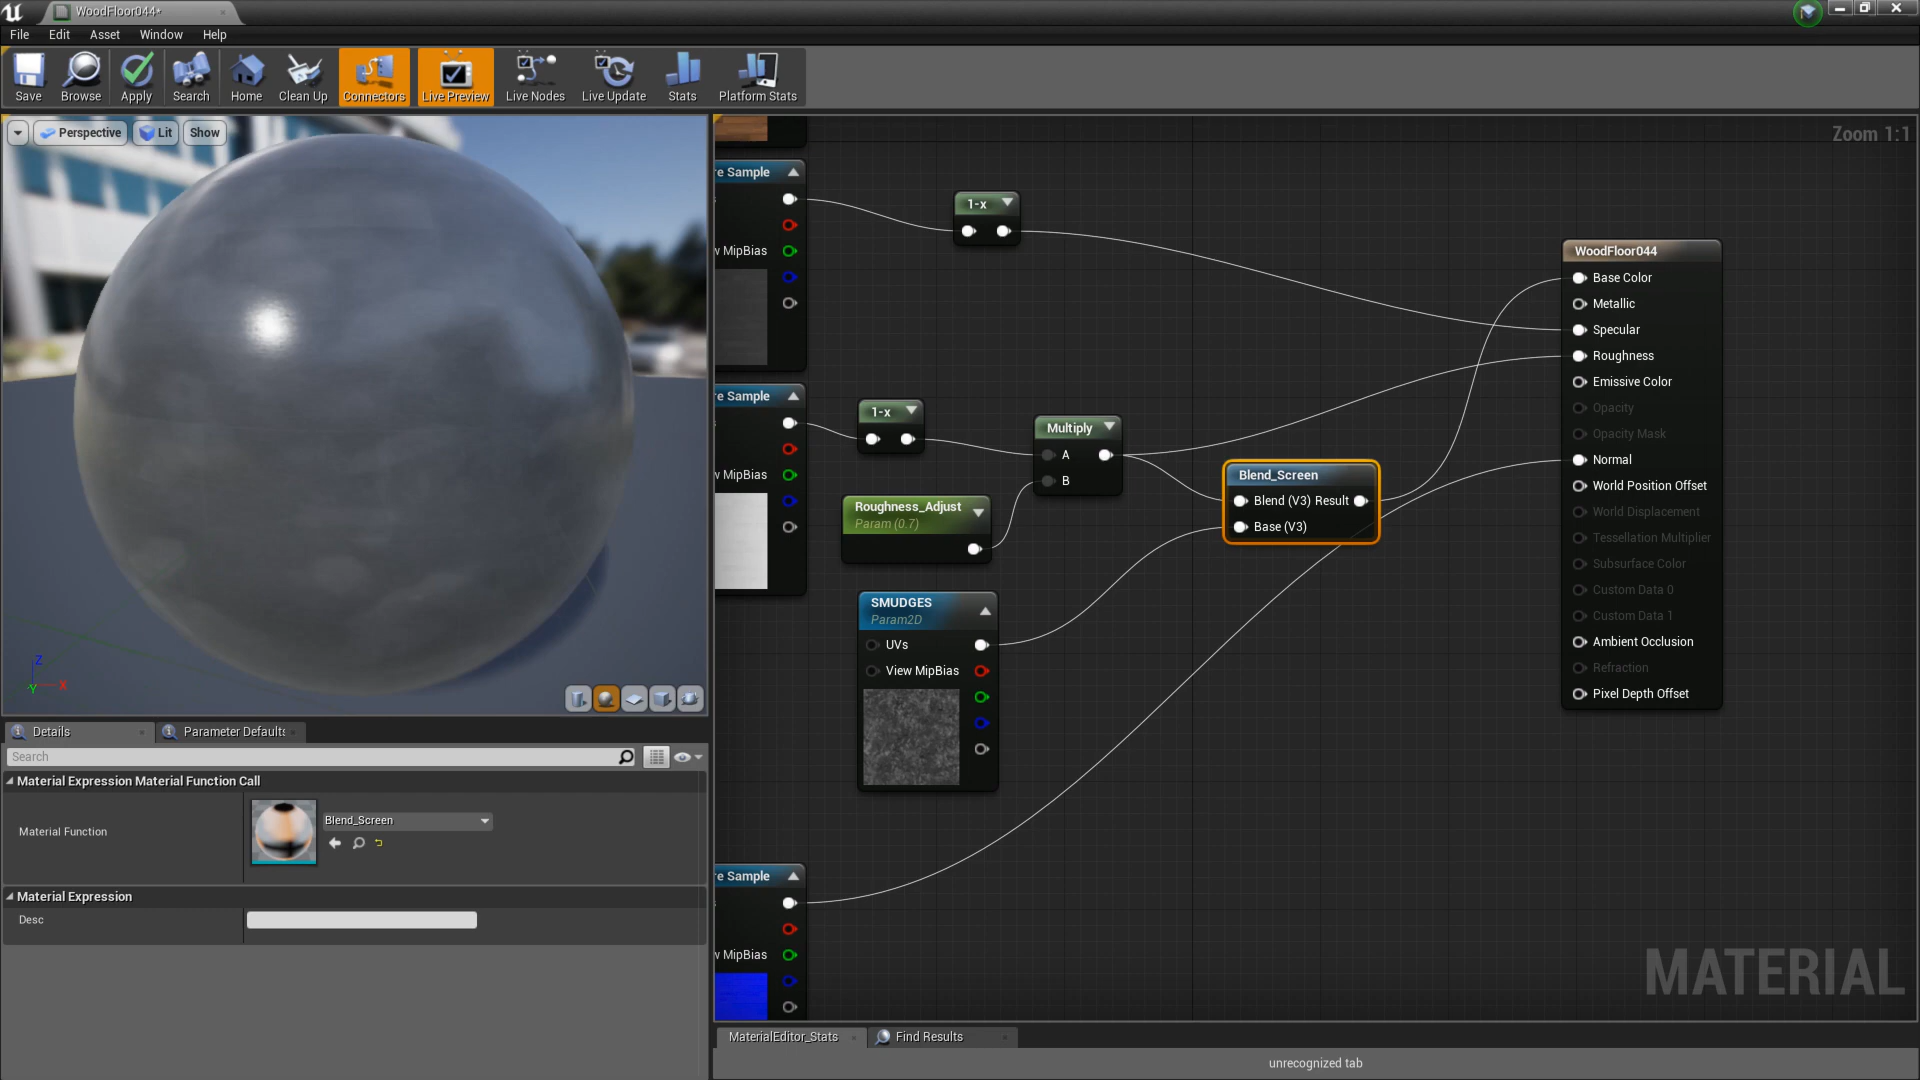 WoodFloor044*
File Edit Asset Window Help
Save Browse Apply Search Home Clean Up Connectors Live Preview Live Nodes Live Update Stats Platform Stats
Perspective Lit Show
Z
X
Y
Details
Parameter Defaults
Search
Material Expression Material Function Call
Material Function
Blend_Screen
Material Expression
Desc
Zoom 1:1
re Sample
w MipBias
1-x
re Sample
w MipBias
1-x
Multiply
A
B
Roughness_Adjust
Param (0.7)
SMUDGES
Param2D
UVs
View MipBias
Blend_Screen
Blend (V3) Result
Base (V3)
re Sample
w MipBias
WoodFloor044
Base Color
Metallic
Specular
Roughness
Emissive Color
Opacity
Opacity Mask
Normal
World Position Offset
World Displacement
Tessellation Multiplier
Subsurface Color
Custom Data 0
Custom Data 1
Ambient Occlusion
Refraction
Pixel Depth Offset
MATERIAL
MaterialEditor_Stats
Find Results
unrecognized tab